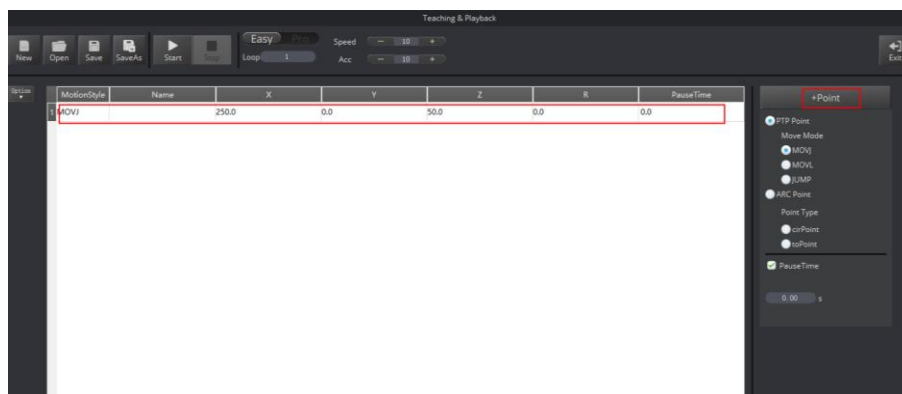 Teaching & Playback
New Open Save SaveAs Start Stop Easy Pro Speed 10 Exit
Loop 1 Acc 10
Option MotionStyle Name X Y Z R PauseTime +Point
1 MOVJ 250.0 0.0 50.0 0.0 0.0
PTP Point
Move Mode
MOVJ
MOVL
JUMP
ARC Point
Point Type
cirPoint
toPoint
PauseTime
0.00 s